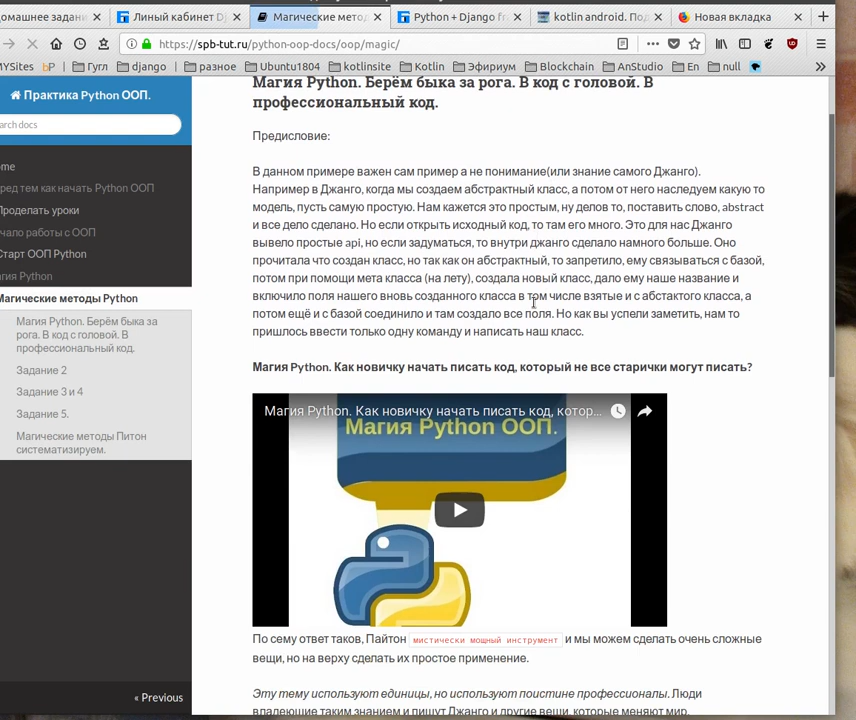 омашнее задани
Линый кабинет Dj
Магические метод
Python + Django fr
kotlin android. По
Новая вкладка
https://spb-tut.ru/python-oop-docs/oop/magic/
MYSites
Гугл
django
разное
Ubuntu1804
kotlinsite
Kotlin
Эфириум
Blockchain
AnStudio
En
null
Практика Python ООП.
arch docs
ome
ред тем как начать Python ООП
Проделать уроки
чало работы с ООП
Старт ООП Python
агия Python
Магические методы Python
Магия Python. Берём быка за
рога. В код с головой. В
профессиональный код.
Задание 2
Задание 3 и 4
Задание 5.
Магические методы Питон
систематизируем.
« Previous
Магия Python. Берём быка за рога. В код с головой. В
профессиональный код.
Предисловие:
В данном примере важен сам пример а не понимание(или знание самого Джанго).
Например в Джанго, когда мы создаем абстрактный класс, а потом от него наследуем какую то
модель, пусть самую простую. Нам кажется это простым, ну делов то, поставить слово, abstract
и все дело сделано. Но если открыть исходный код, то там его много. Это для нас Джанго
вывело простые api, но если задуматься, то внутри джанго сделало намного больше. Оно
прочитала что создан класс, но так как он абстрактный, то запретило, ему связываться с базой,
потом при помощи мета класса (на лету), создала новый класс, дало ему наше название и
включило поля нашего вновь созданного класса в том числе взятые и с абстактого класса, а
потом ещё и с базой соединило и там создало все поля. Но как вы успели заметить, нам то
пришлось ввести только одну команду и написать наш класс.
Магия Python. Как новичку начать писать код, который не все старички могут писать?
Магия Python. Как новичку начать писать код, котор...
Магия Python ООП.
По сему ответ таков, Пайтон мистически мощный инструмент и мы можем сделать очень сложные
вещи, но на верху сделать их простое применение.
Эту тему используют единицы, но используют поистине профессионалы. Люди
владеющие таким знанием и пишут Джанго и другие вещи, которые меняют мир.